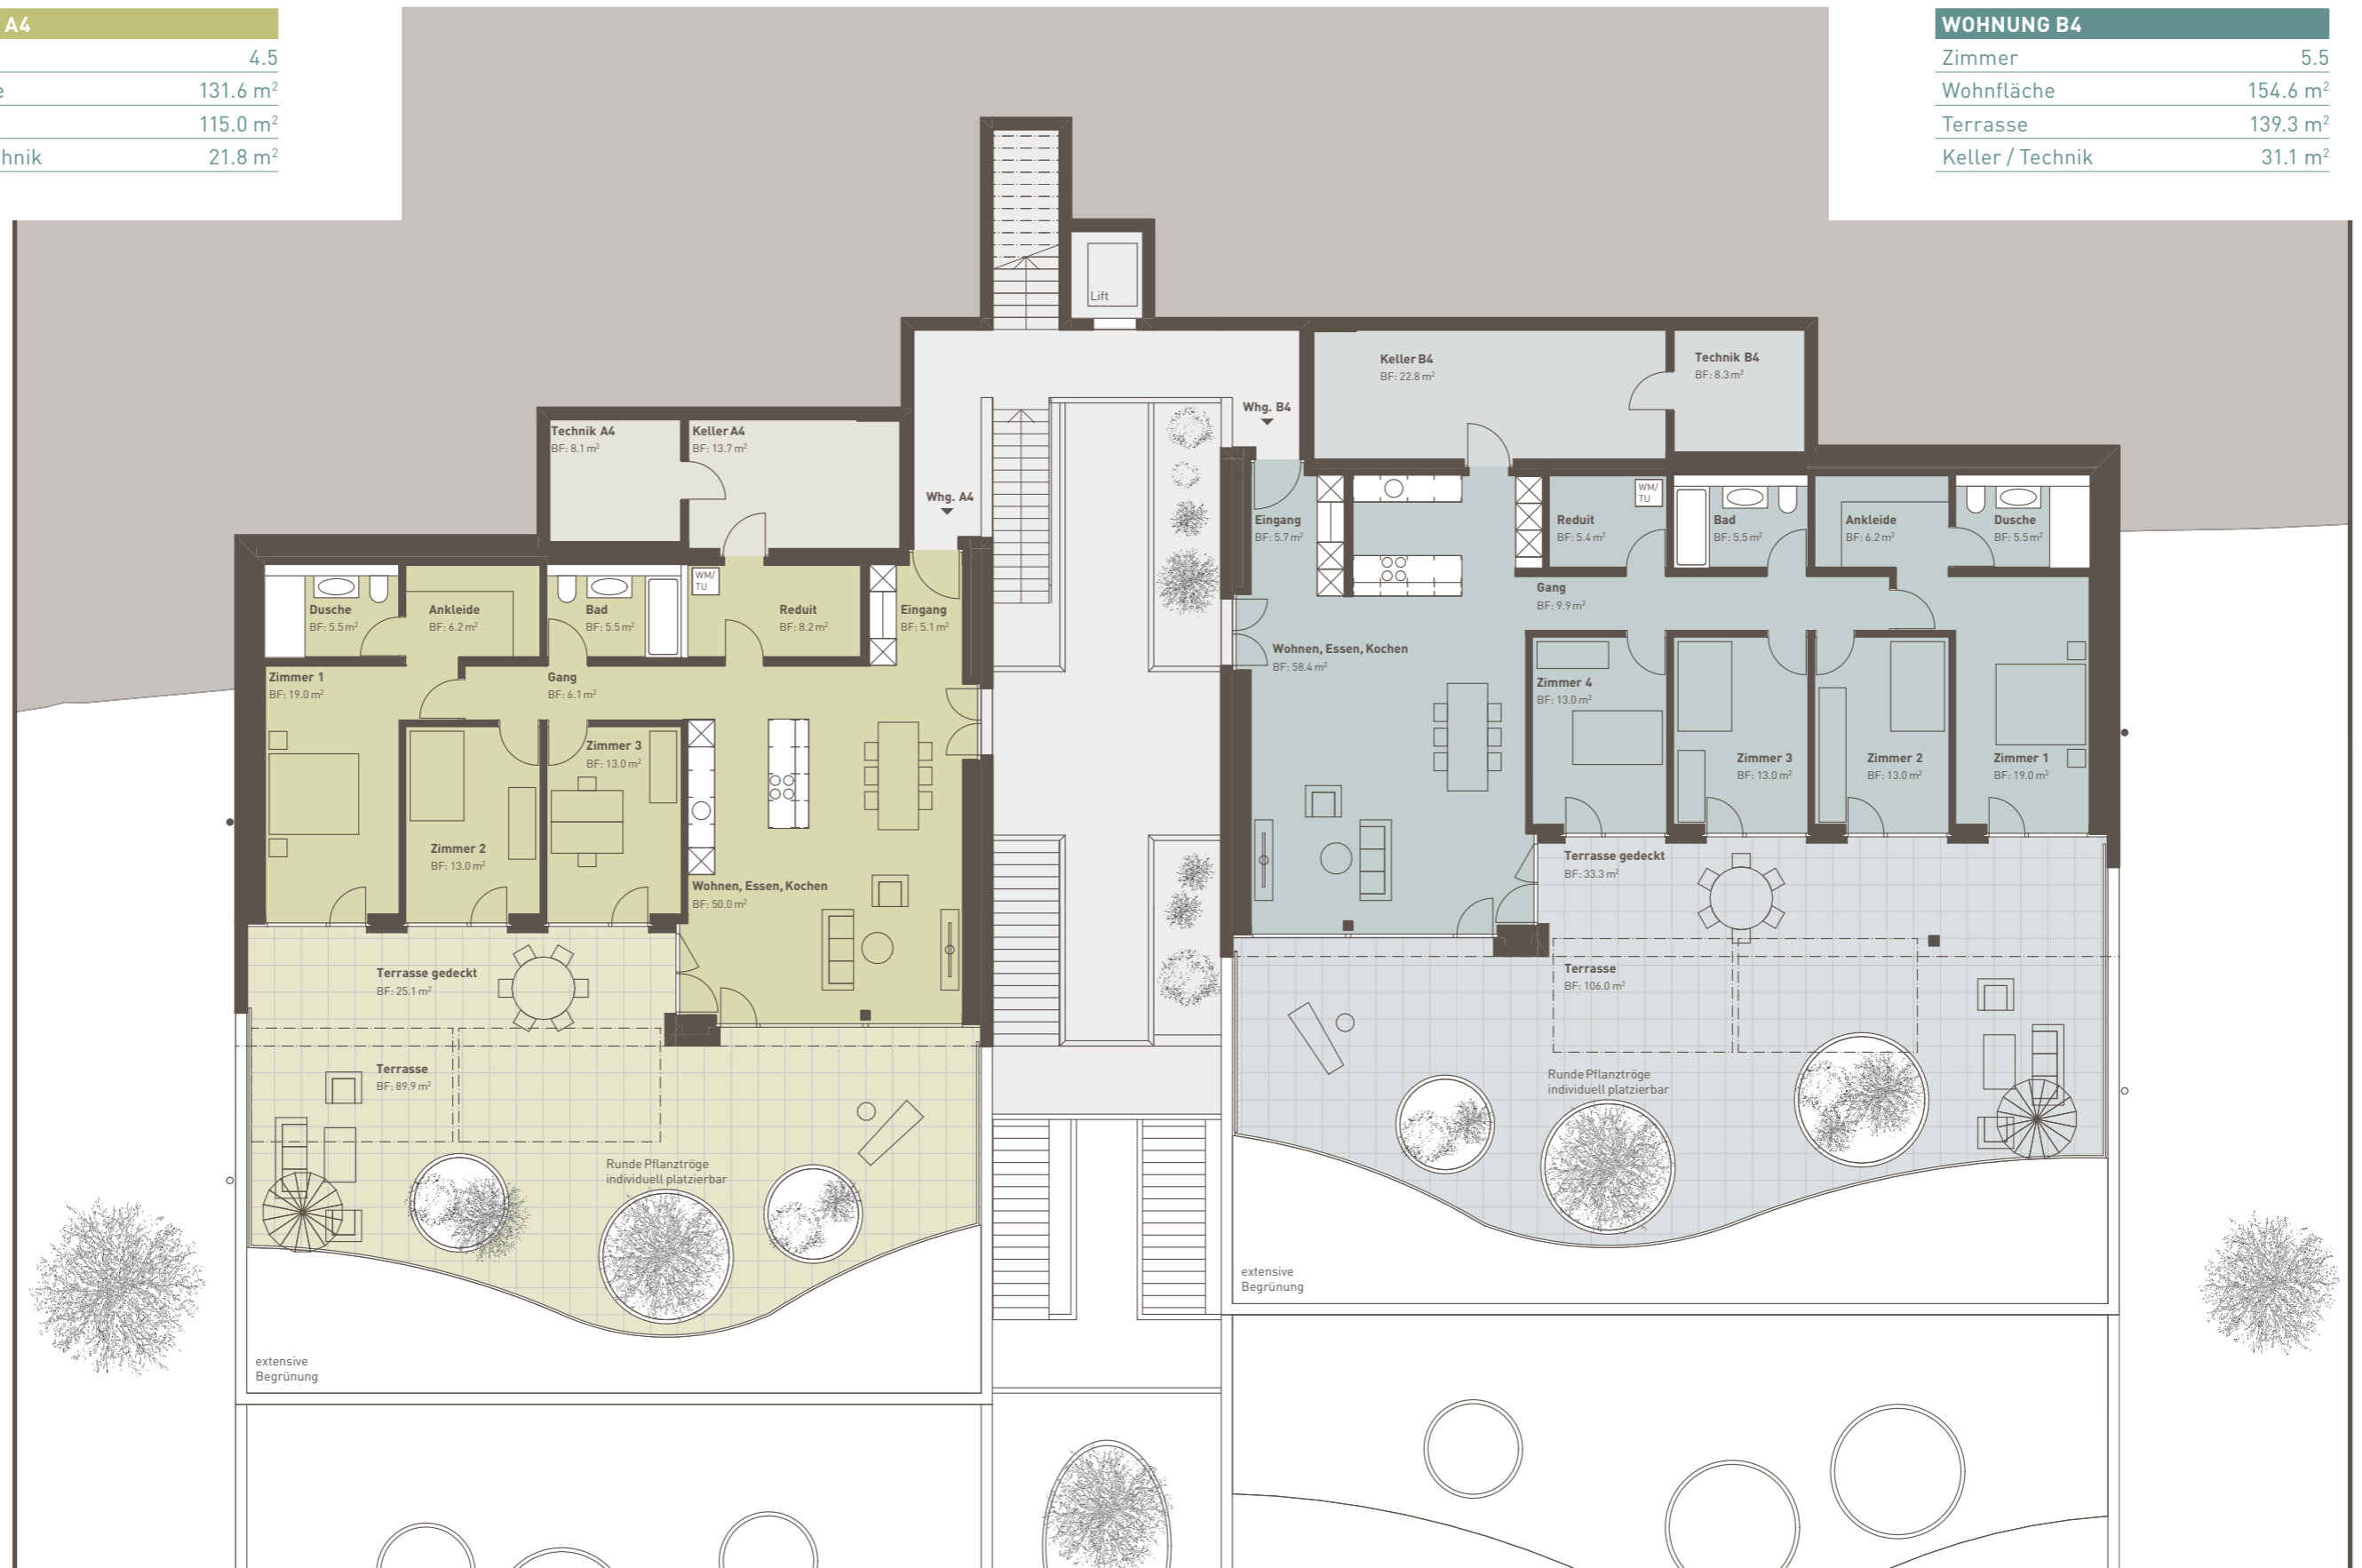 A4
4.5
e 131.6 m²
115.0 m²
hnik 21.8 m²
WOHNUNG B4
Zimmer 5.5
Wohnfläche 154.6 m²
Terrasse 139.3 m²
Keller / Technik 31.1 m²
Lift
Keller B4
BF: 22.8 m²
Technik B4
BF: 8.3 m²
Whg. B4
Technik A4
BF: 8.1 m²
Keller A4
BF: 13.7 m²
Whg. A4
Eingang
BF: 5.7 m²
Reduit
BF: 5.4 m²
WM/
TU
Bad
BF: 5.5 m²
Ankleide
BF: 6.2 m²
Dusche
BF: 5.5 m²
Gang
BF: 9.9 m²
WM/
TU
Dusche
BF: 5.5 m²
Ankleide
BF: 6.2 m²
Bad
BF: 5.5 m²
Reduit
BF: 8.2 m²
Eingang
BF: 5.1 m²
Wohnen, Essen, Kochen
BF: 58.4 m²
Zimmer 1
BF: 19.0 m²
Gang
BF: 6.1 m²
Zimmer 4
BF: 13.0 m²
Zimmer 3
BF: 13.0 m²
Zimmer 3
BF: 13.0 m²
Zimmer 2
BF: 13.0 m²
Zimmer 1
BF: 19.0 m²
Zimmer 2
BF: 13.0 m²
Wohnen, Essen, Kochen
BF: 50.0 m²
Terrasse gedeckt
BF: 33.3 m²
Terrasse gedeckt
BF: 25.1 m²
Terrasse
BF: 106.0 m²
Terrasse
BF: 89.9 m²
Runde Pflanztröge
individuell platzierbar
Runde Pflanztröge
individuell platzierbar
extensive
Begrünung
extensive
Begrünung